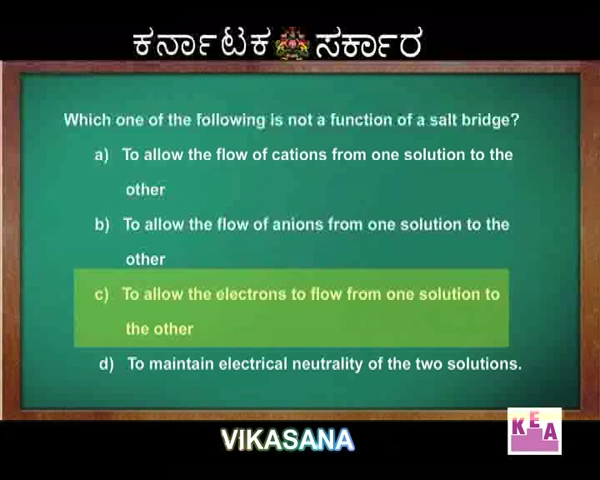 ಕರ್ನಾಟಕ ಸರ್ಕಾರ
Which one of the following is not a function of a salt bridge?
a) To allow the flow of cations from one solution to the
other
b) To allow the flow of anions from one solution to the
other
c) To allow the electrons to flow from one solution to
the other
d) To maintain electrical neutrality of the two solutions.
VIKASANA
KEA